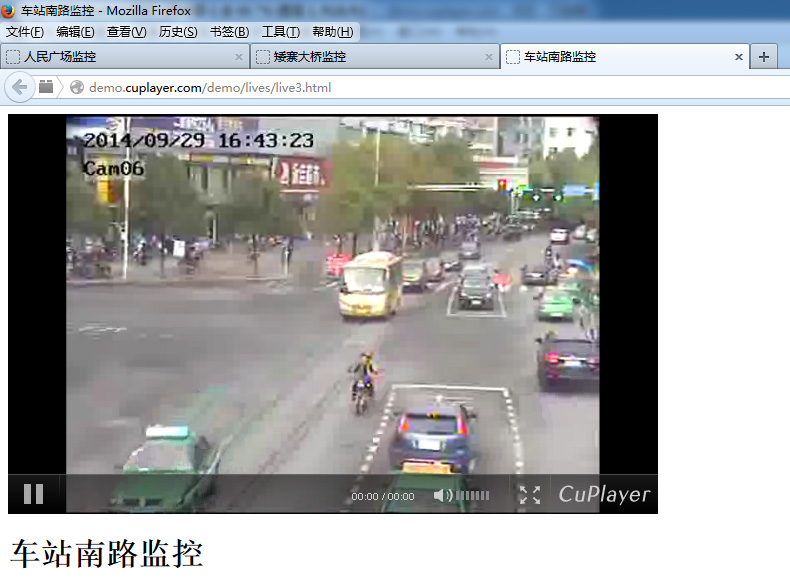 车站南路监控 - Mozilla Firefox
文件(F) 编辑(E) 查看(V) 历史(S) 书签(B) 工具(T) 帮助(H)
人民广场监控 × 矮寨大桥监控 × 车站南路监控 × +
demo.cuplayer.com/demo/lives/live3.html
2014/09/29 16:43:23
Cam06
00:00 / 00:00 CuPlayer
车站南路监控